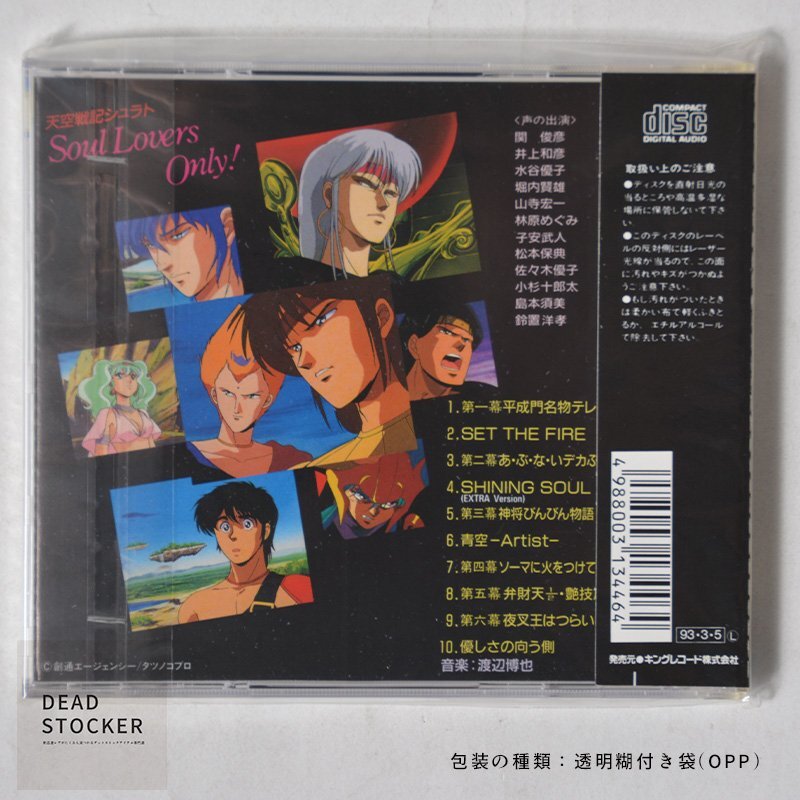 天空戦記シュラト
Soul Lovers
Only!
〈声の出演〉
関 俊彦
井上和彦
水谷優子
堀内賢雄
山寺宏一
林原めぐみ
子安武人
松本保典
佐々木優子
小杉十郎太
島本須美
鈴置洋孝
1.第一幕平成門名物テレ
2.SET THE FIRE
3.第二幕あ・ぶ・な・いデカぷ
4.SHINING SOUL
(EXTRA Version)
5.第三幕神将びんびん物語
6.青空−Artist−
7.第四幕ソーマに火をつけて
8.第五幕弁財天
9.第六幕夜叉王はつらい
10.優しさの向う側
音楽：渡辺博也
©創通エージェンシー/タツノコプロ
COMPACT
disc
DIGITAL AUDIO
取扱い上のご注意
●ディスクを直射日光の
当るところや高温多湿な
場所に保管しないで下さ
い。
●このディスクのレーベ
ルの反対側にはレーザー
光線が当るので、この面
に汚れやキズがつかぬよ
うご注意下さい。
●もし汚れがついたとき
は柔かい布で軽くふきと
るか、エチルアルコール
で除去して下さい。
4988003134464
93・3・5 L
発売元●キングレコード株式会社
DEAD
STOCKER
包装の種類：透明糊付き袋(OPP)